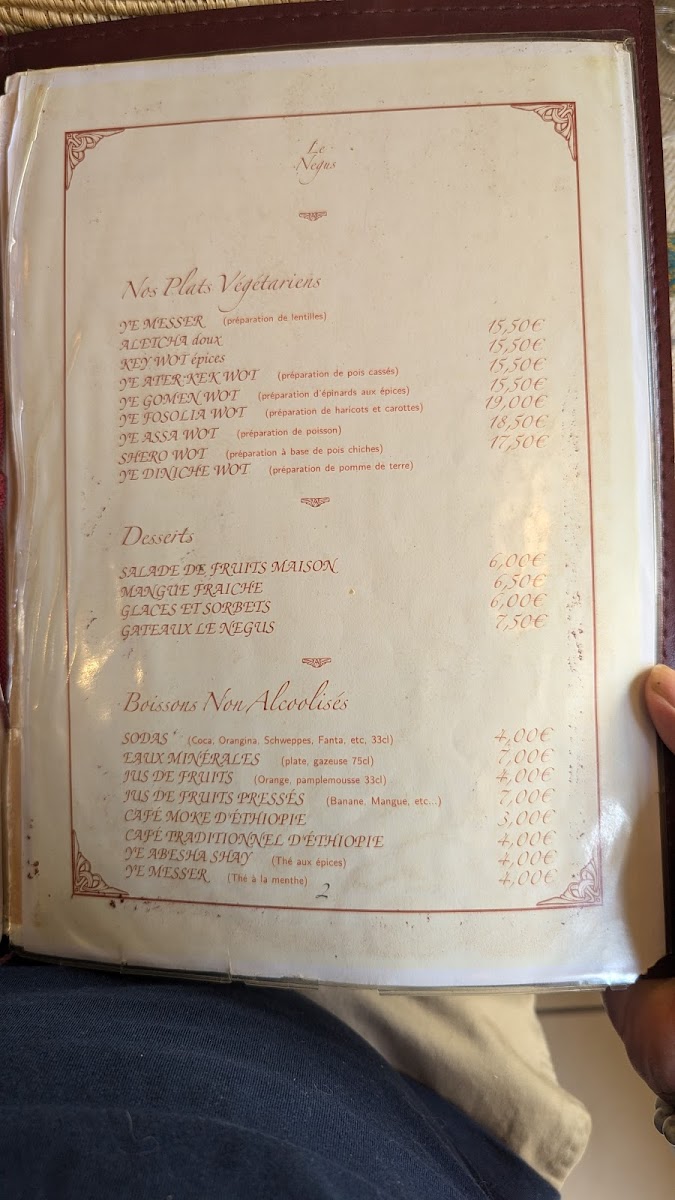 Le
Negus
Nos Plats Végétariens
YE MESSER (préparation de lentilles) 15,50€
ALETCHA doux 15,50€
KEY WOT épices 15,50€
YE ATER KEK WOT (préparation de pois cassés) 15,50€
YE GOMEN WOT (préparation d'épinards aux épices) 19,00€
YE FOSOLIA WOT (préparation de haricots et carottes) 18,50€
YE ASSA WOT (préparation de poisson) 17,50€
SHERO WOT (préparation à base de pois chiches)
YE DINICHE WOT (préparation de pomme de terre)
Desserts
SALADE DE FRUITS MAISON 6,00€
MANGUE FRAICHE 6,50€
GLACES ET SORBETS 6,00€
GATEAUX LE NEGUS 7,50€
Boissons Non Alcoolisés
SODAS (Coca, Orangina, Schweppes, Fanta, etc, 33cl) 4,00€
EAUX MINÉRALES (plate, gazeuse 75cl) 7,00€
JUS DE FRUITS (Orange, pamplemousse 33cl) 4,00€
JUS DE FRUITS PRESSÉS (Banane, Mangue, etc...) 7,00€
CAFÉ MOKE D'ÉTHIOPIE 3,00€
CAFÉ TRADITIONNEL D'ÉTHIOPIE 4,00€
YE ABESHA SHAY (Thé aux épices) 4,00€
YE MESSER (Thé à la menthe) 4,00€
2